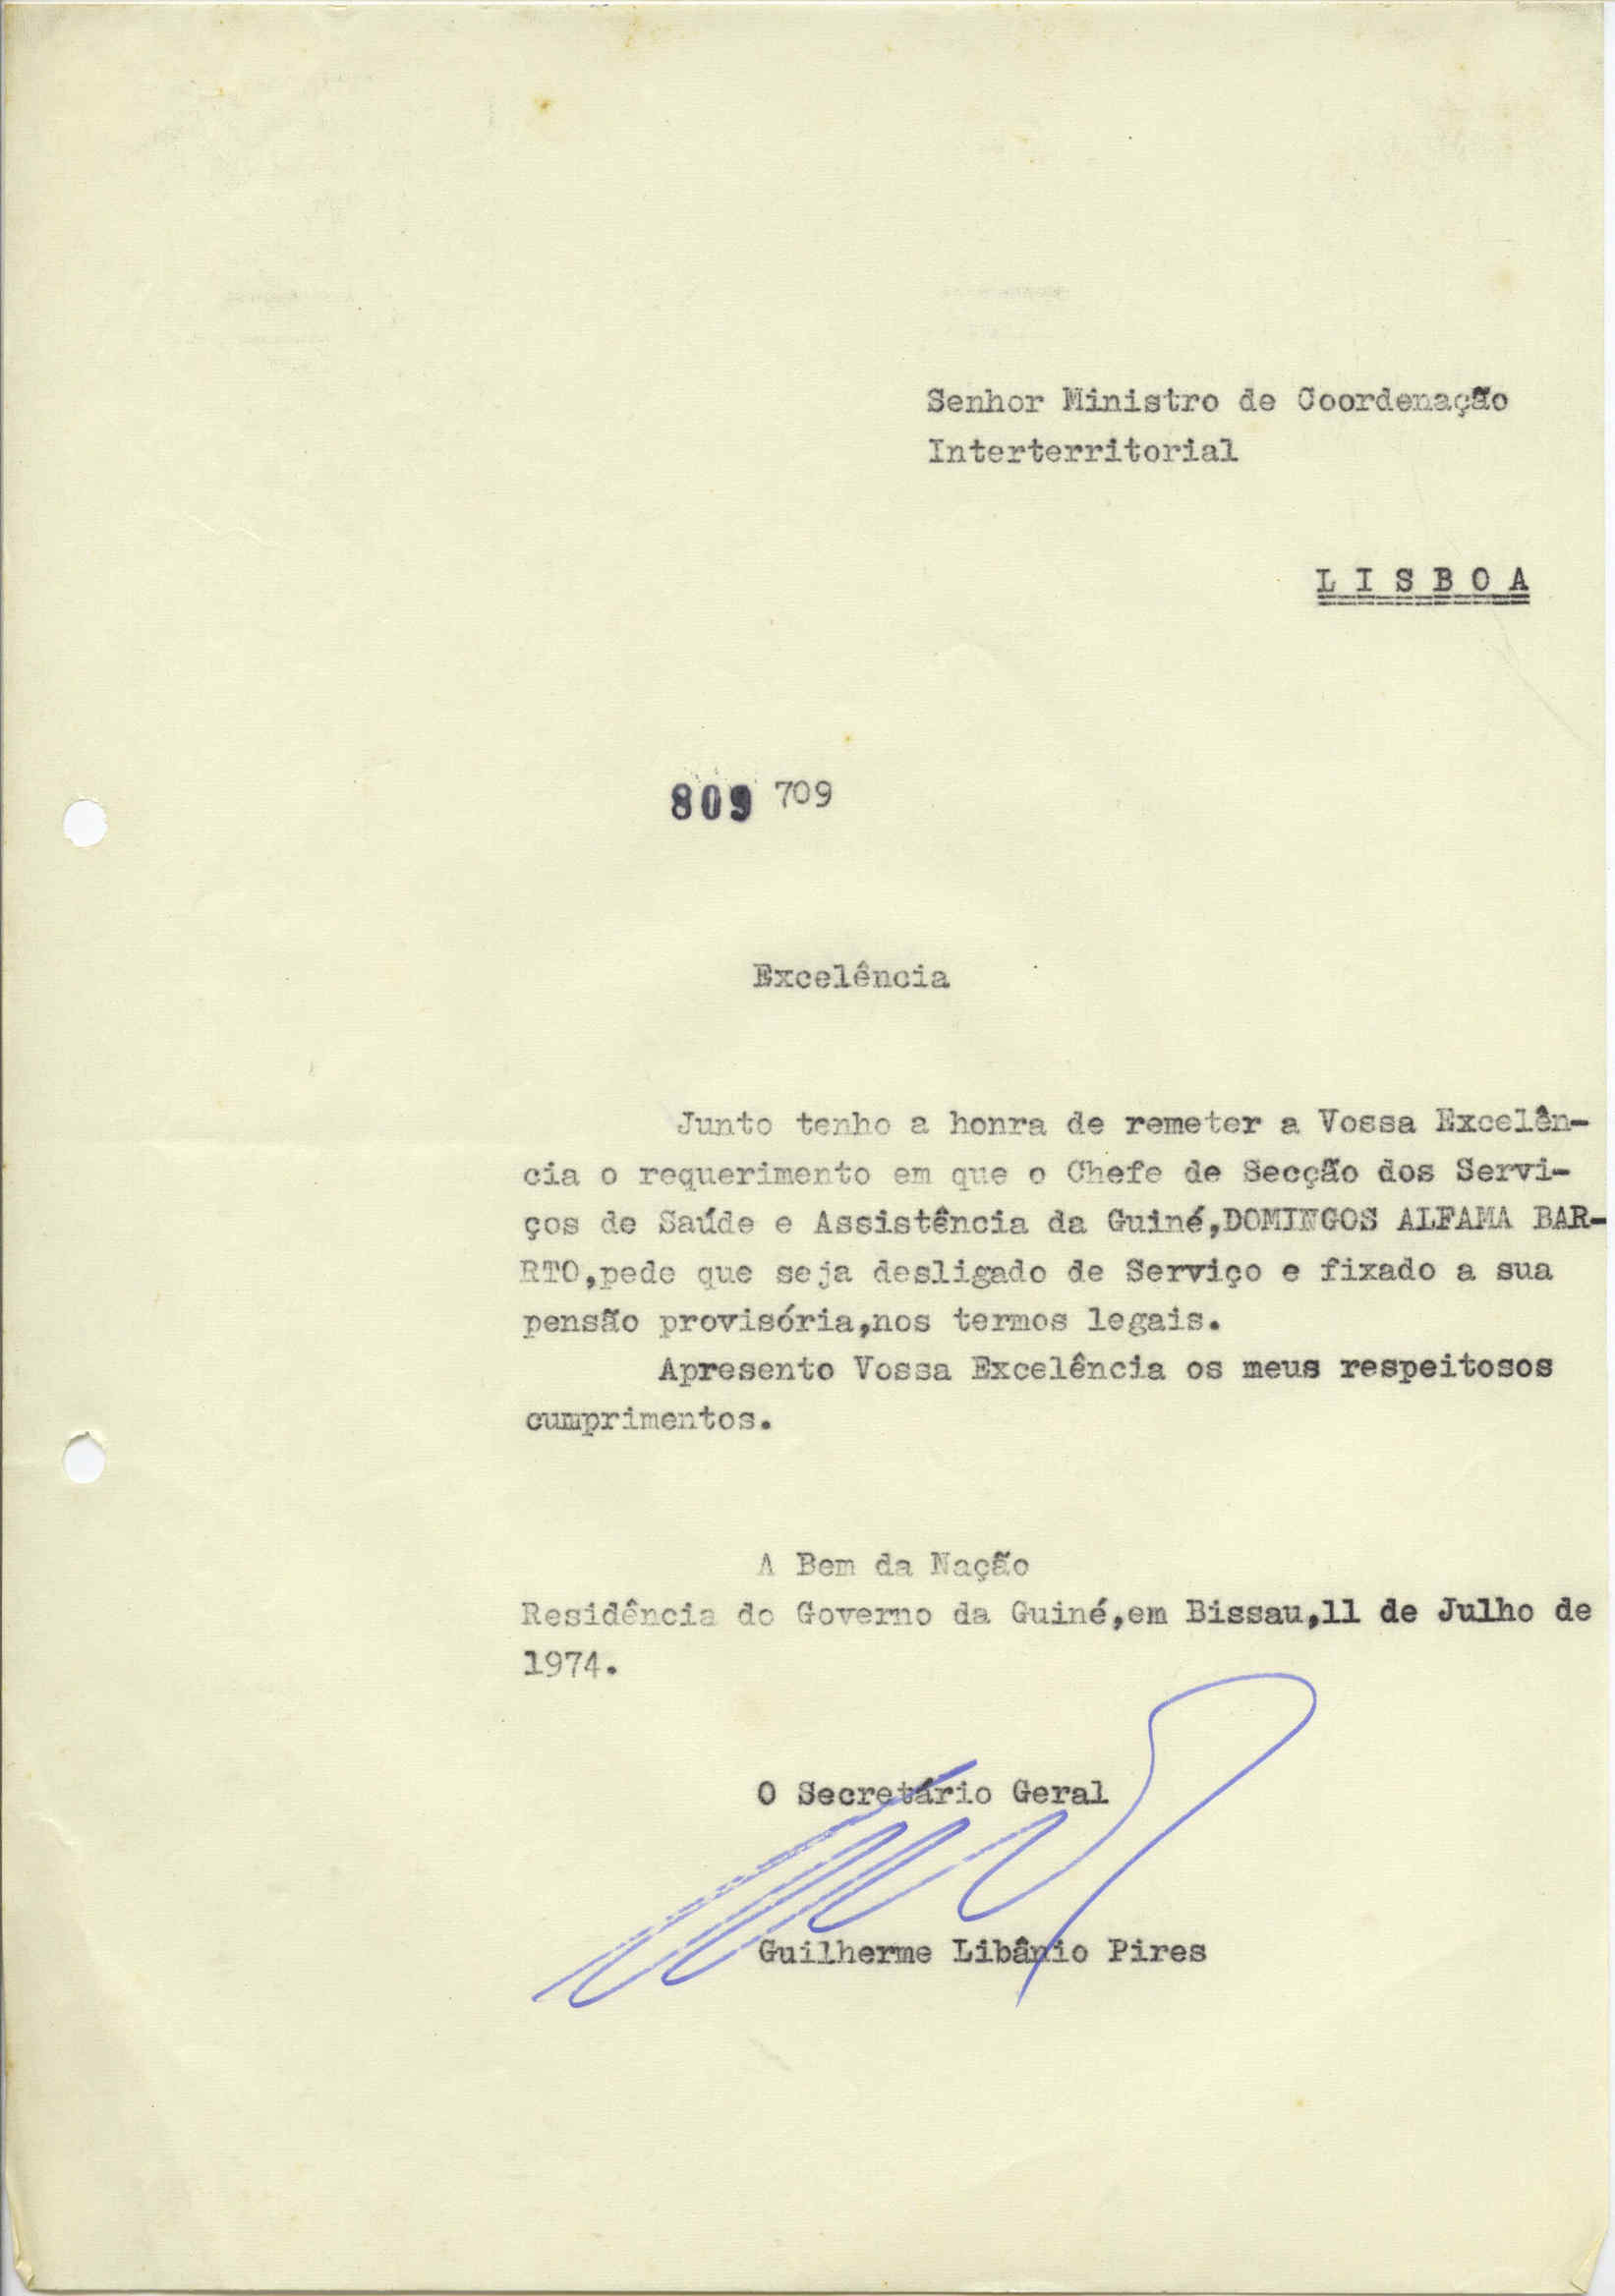 Senhor Ministro de Coordenação
Interterritorial
L I S B O A
809 709
Excelência
Junto tenho a honra de remeter a Vossa Excelên-
cia o requerimento em que o Chefe de Secção dos Servi-
ços de Saúde e Assistência da Guiné,DOMINGOS ALFAMA BAR-
RTO,pede que seja desligado de Serviço e fixado a sua
pensão provisória,nos termos legais.
Apresento Vossa Excelência os meus respeitosos
cumprimentos.
A Bem da Nação
Residência do Governo da Guiné,em Bissau,11 de Julho de
1974.
O Secretário Geral
Guilherme Libânio Pires